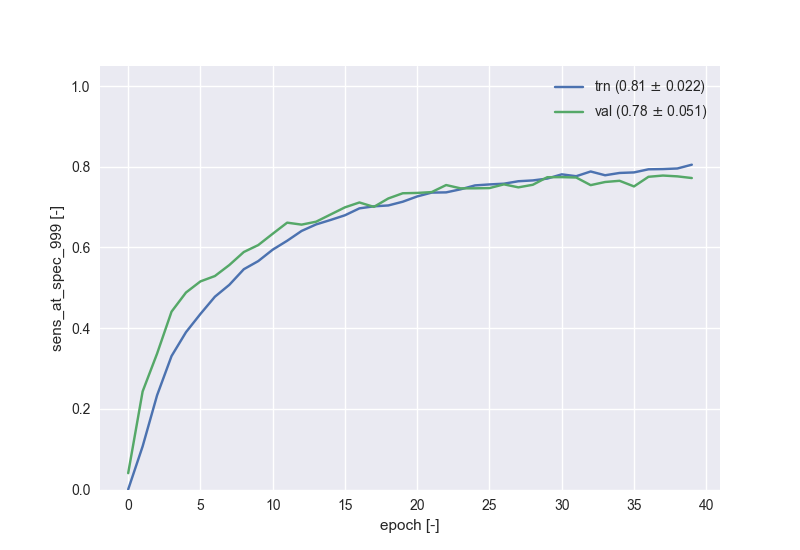 trn (0.81 ± 0.022)
val (0.78 ± 0.051)
1.0
0.8
0.6
0.4
0.2
0.0
sens_at_spec_999 [-]
0 5 10 15 20 25 30 35 40
epoch [-]